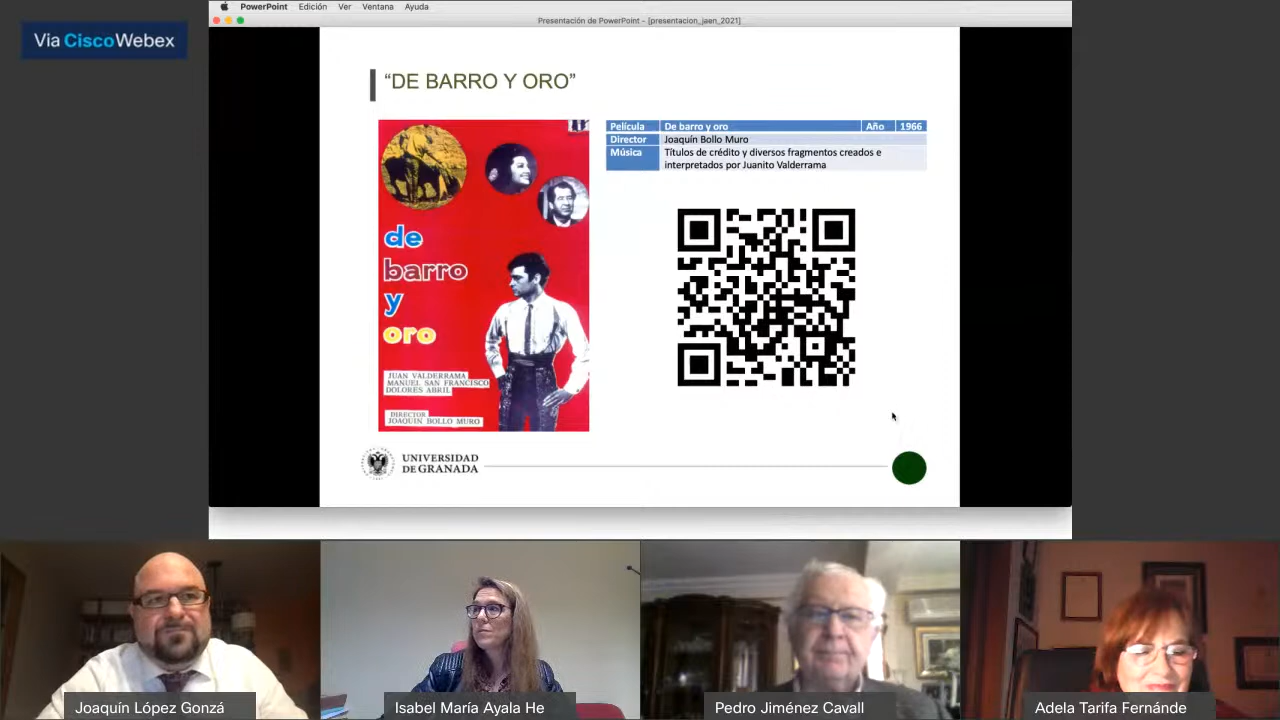 PowerPoint Edición Ver Ventana Ayuda
Presentación de PowerPoint - [presentacion_jaen_2021]
Via CiscoWebex
“DE BARRO Y ORO”
Película De barro y oro Año 1966
Director Joaquín Bollo Muro
Música Títulos de crédito y diversos fragmentos creados e
interpretados por Juanito Valderrama
de
barro
y
oro
JUAN VALDERRAMA
MANUEL SAN FRANCISCO
DOLORES ABRIL
DIRECTOR
JOAQUIN BOLLO MURO
UNIVERSIDAD
DE GRANADA
Joaquín López Gonzá
Isabel María Ayala He
Pedro Jiménez Cavall
Adela Tarifa Fernánde